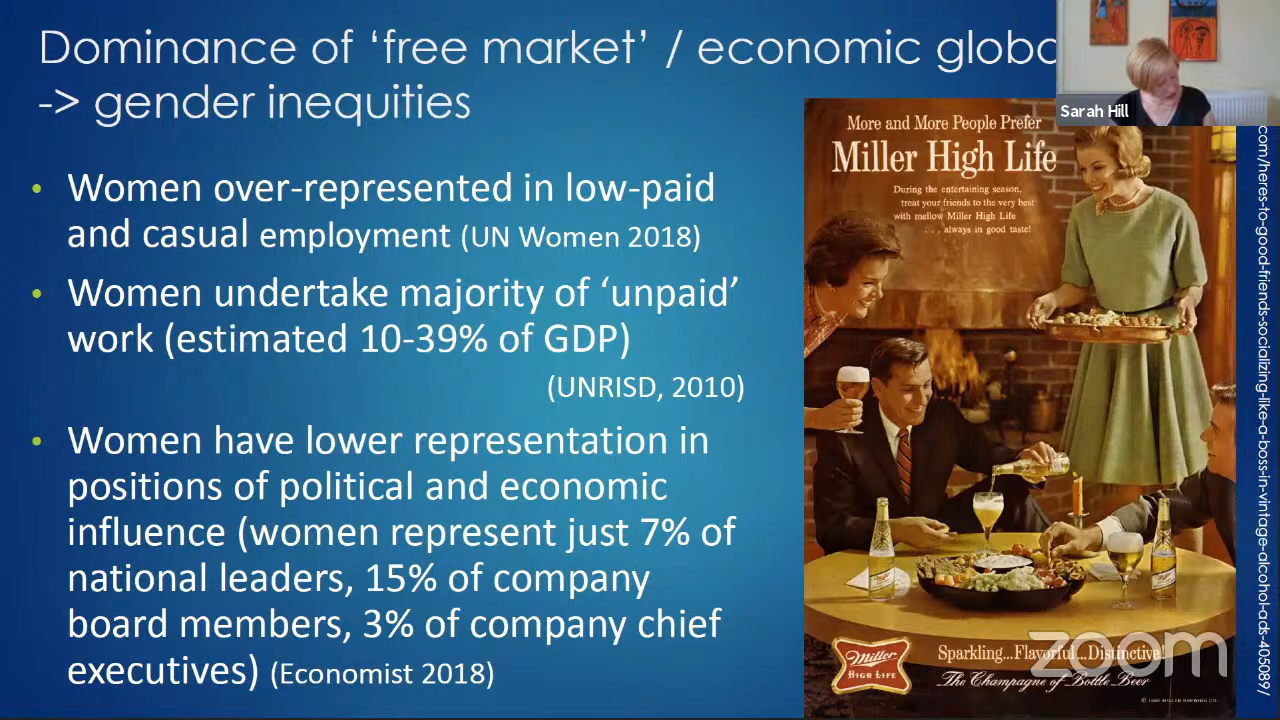 Dominance of ‘free market’ / economic globa
-> gender inequities
Sarah Hill
• Women over-represented in low-paid
and casual employment (UN Women 2018)
• Women undertake majority of ‘unpaid’
work (estimated 10-39% of GDP)
(UNRISD, 2010)
• Women have lower representation in
positions of political and economic
influence (women represent just 7% of
national leaders, 15% of company
board members, 3% of company chief
executives) (Economist 2018)
More and More People Prefer
Miller High Life
During the entertaining season,
treat your friends to the very best
with mellow Miller High Life
. . . always in good taste!
Miller
HIGH LIFE
Sparkling...Flavorful...Distinctive!
The Champagne of Bottle Beer
zoom
com/heres-to-good-friends-socializing-like-a-boss-in-vintage-alcohol-ads-405089/